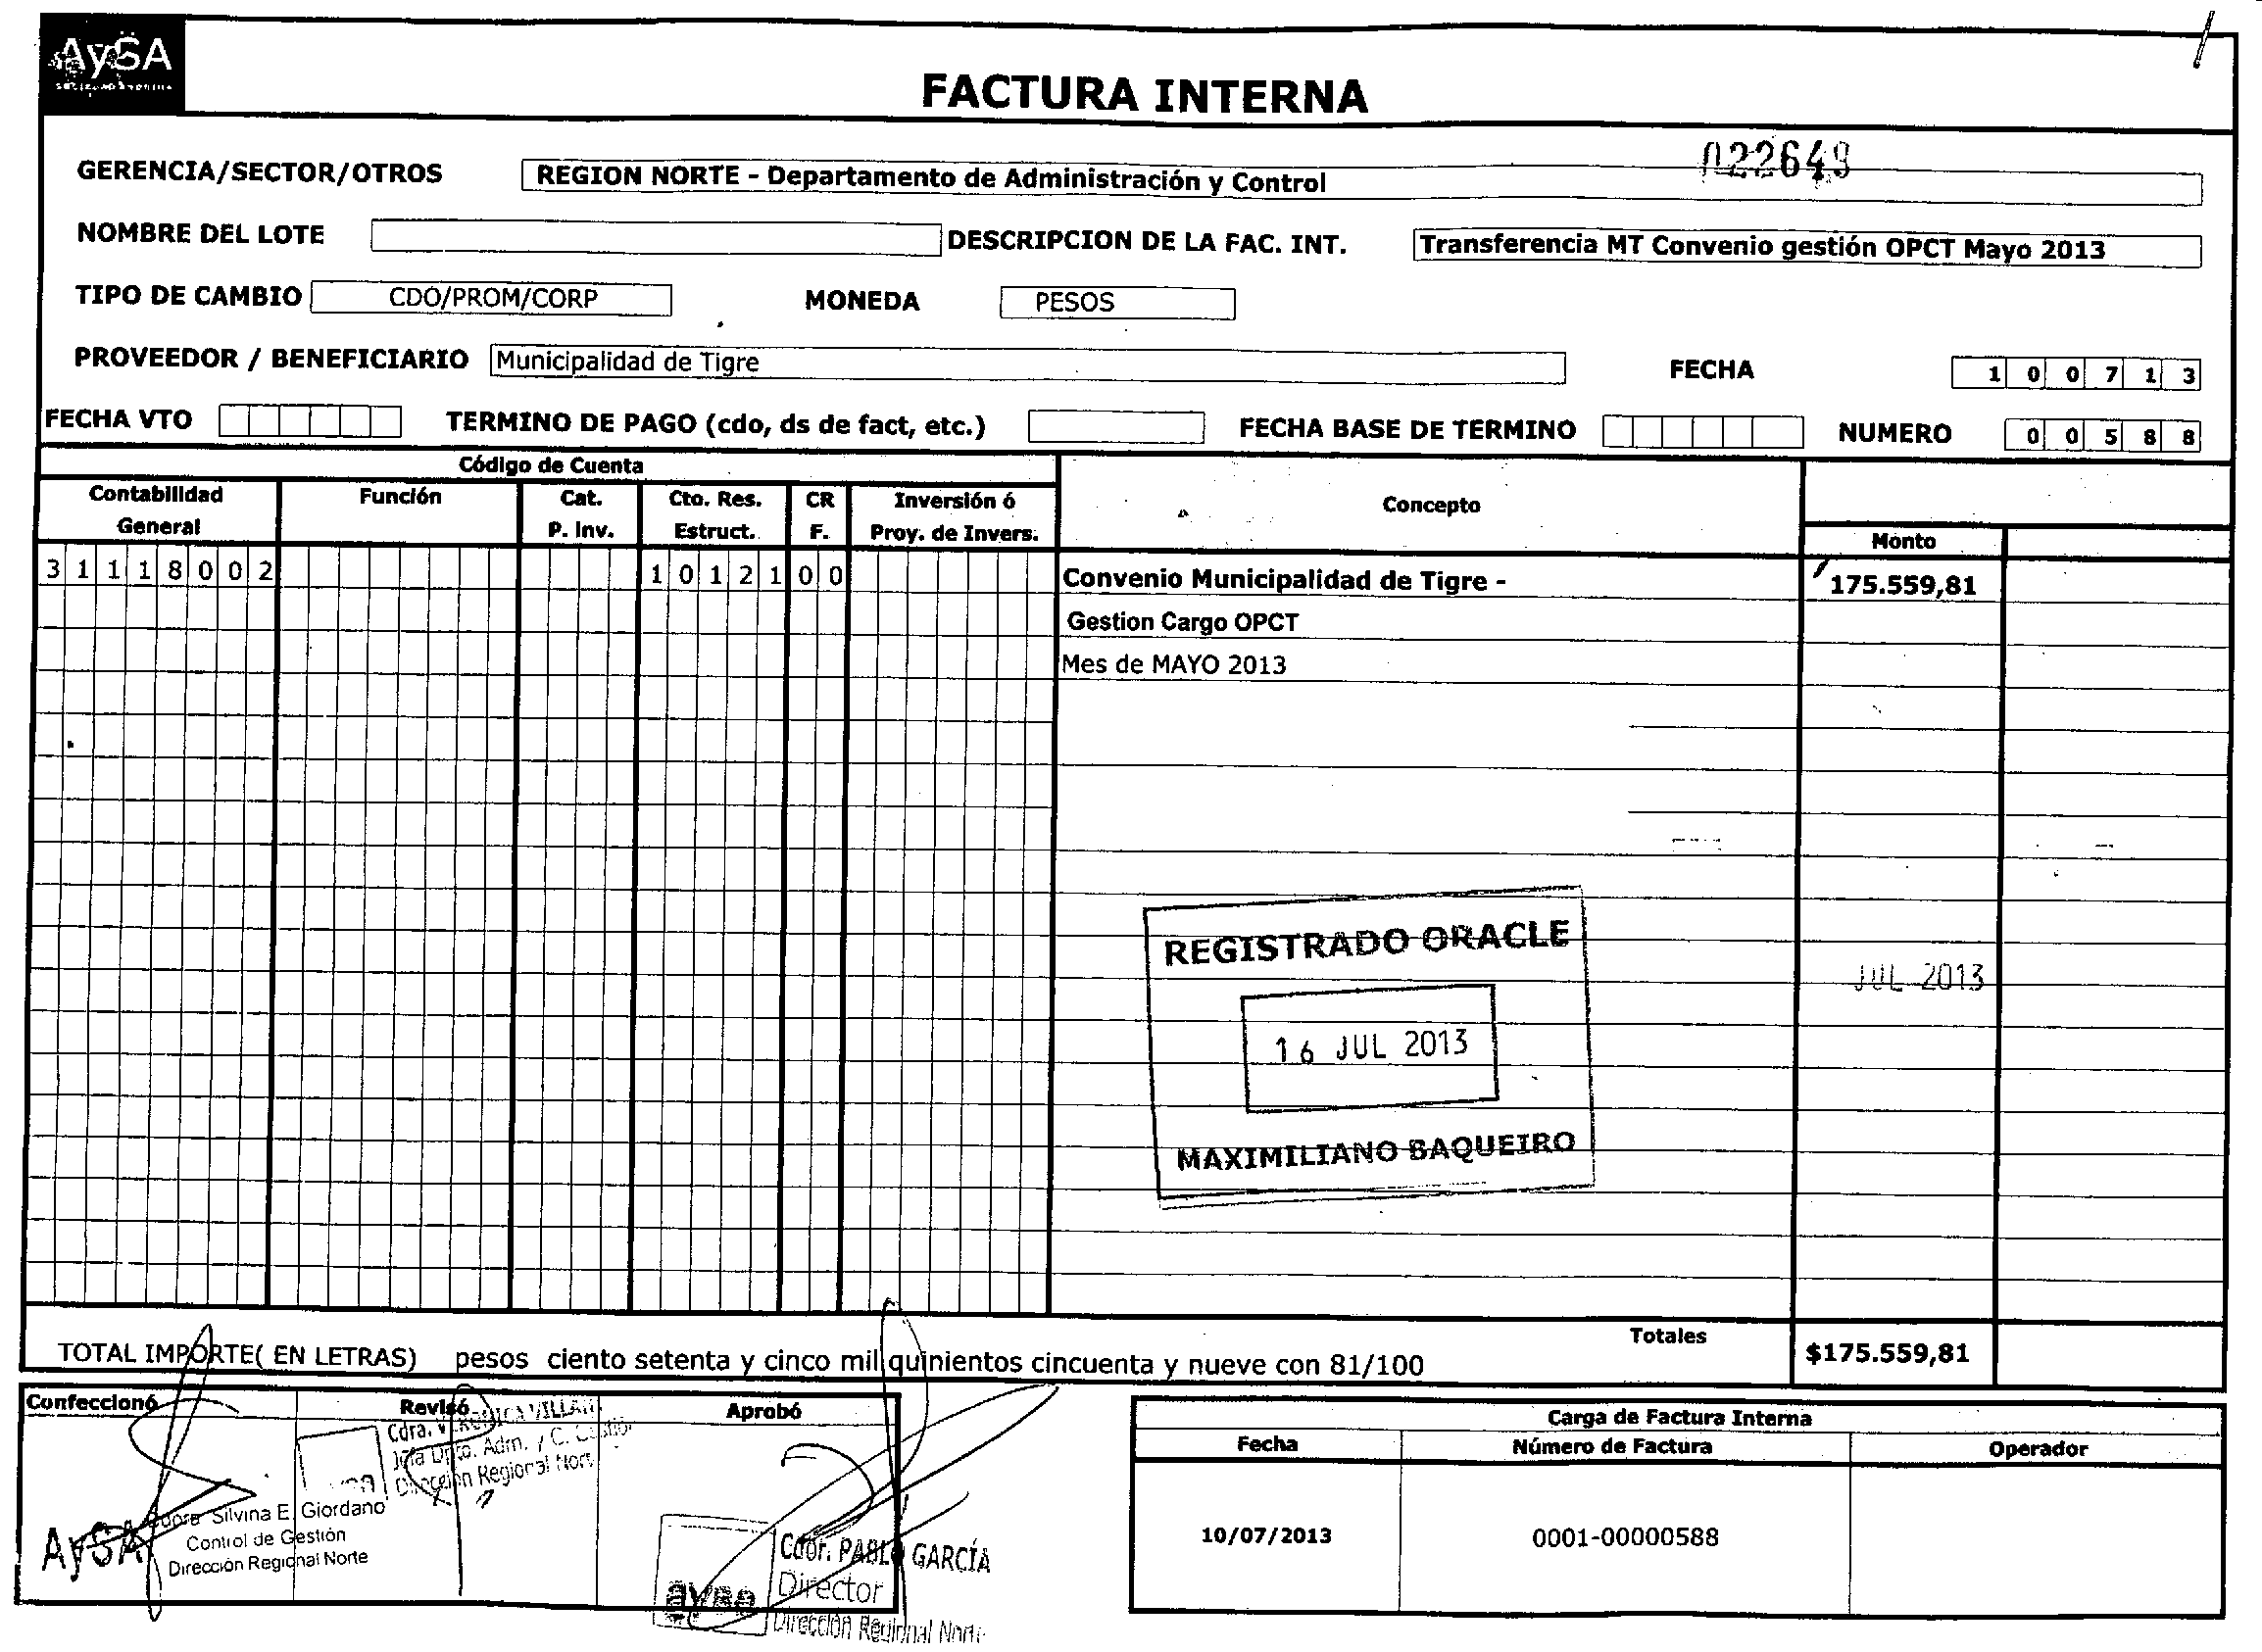 AySA
FACTURA INTERNA
022649
GERENCIA/SECTOR/OTROS REGION NORTE - Departamento de Administración y Control
NOMBRE DEL LOTE DESCRIPCION DE LA FAC. INT. Transferencia MT Convenio gestión OPCT Mayo 2013
TIPO DE CAMBIO CDO/PROM/CORP MONEDA PESOS
PROVEEDOR / BENEFICIARIO Municipalidad de Tigre FECHA 1 0 0 7 1 3
FECHA VTO TERMINO DE PAGO (cdo, ds de fact, etc.) FECHA BASE DE TERMINO NUMERO 0 0 5 8 8
Código de Cuenta
Contabilidad General Función Cat. P. Inv. Cto. Res. Estruct. CR F. Inversión ó Proy. de Invers. Concepto Monto
3 1 1 1 8 0 0 2 1 0 1 2 1 0 0 Convenio Municipalidad de Tigre - 175.559,81
Gestion Cargo OPCT
Mes de MAYO 2013
REGISTRADO ORACLE
JUL 2013
16 JUL 2013
MAXIMILIANO BAQUEIRO
Totales
TOTAL IMPORTE( EN LETRAS) pesos ciento setenta y cinco mil quinientos cincuenta y nueve con 81/100 $175.559,81
Confeccionó Revisó Aprobó
Cdra. VERONICA
Adm. y C.
Dirección Regional
AySA
Silvina E. Giordano
Control de Gestión
Dirección Regional Norte
aysa
Cdor. PABLO GARCÍA
Director
Dirección Regional Norte
Carga de Factura Interna
Fecha Número de Factura Operador
10/07/2013 0001-00000588